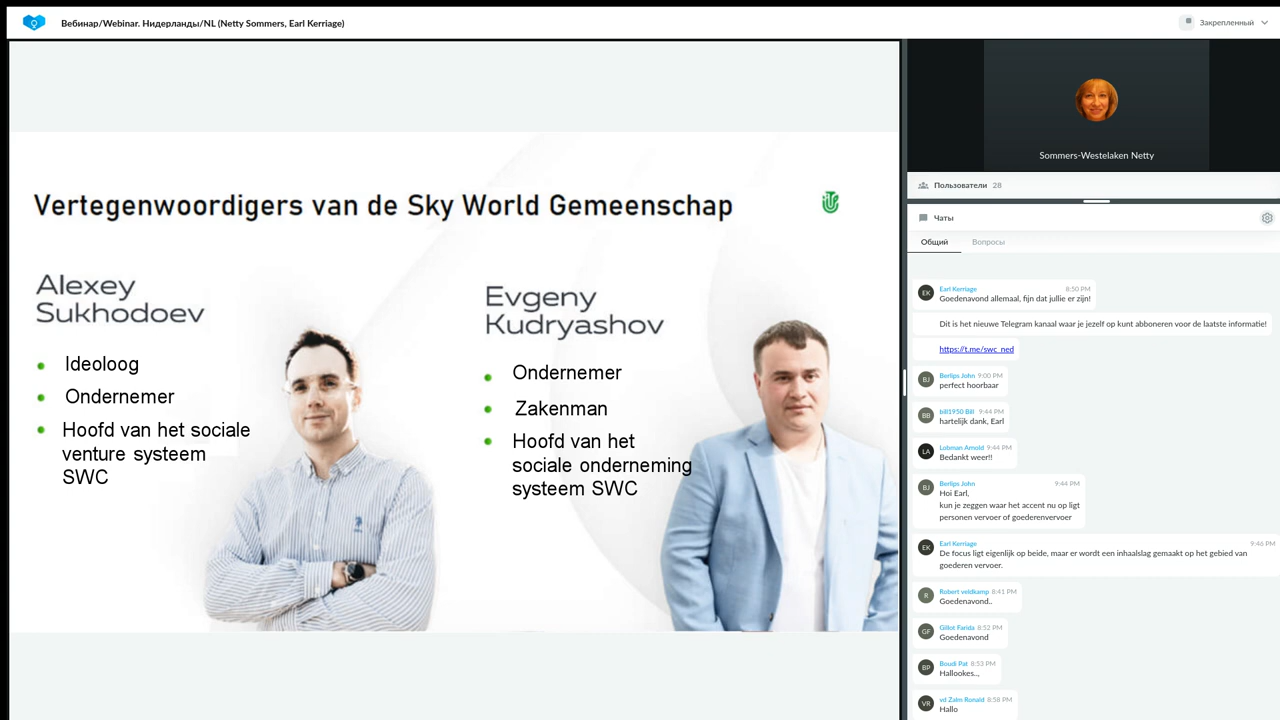 Вебинар/Webinar. Нидерланды/NL (Netty Sommers, Earl Kerriage)
Закрепленный
Vertegenwoordigers van de Sky World Gemeenschap
Alexey
Sukhodoev
Ideoloog
Ondernemer
Hoofd van het sociale
venture systeem
SWC
Evgeny
Kudryashov
Ondernemer
Zakenman
Hoofd van het
sociale onderneming
systeem SWC
Sommers-Westelaken Netty
Пользователи 28
Чаты
Общий Вопросы
EK
Earl Kerriage 8:50 PM
Goedenavond allemaal, fijn dat jullie er zijn!
Dit is het nieuwe Telegram kanaal waar je jezelf op kunt abboneren voor de laatste informatie!
https://t.me/swc_ned
BJ
Berlips John 9:00 PM
perfect hoorbaar
BB
bill1950 Bill 9:44 PM
hartelijk dank, Earl
LA
Lobman Arnold 9:44 PM
Bedankt weer!!
BJ
Berlips John 9:44 PM
Hoi Earl,
kun je zeggen waar het accent nu op ligt
personen vervoer of goederenvervoer
EK
Earl Kerriage 9:46 PM
De focus ligt eigenlijk op beide, maar er wordt een inhaalslag gemaakt op het gebied van
goederen vervoer.
R
Robert veldkamp 8:41 PM
Goedenavond..
GF
Gillot Farida 8:52 PM
Goedenavond
BP
Boudi Pat 8:53 PM
Hallookes...
VR
vd Zalm Ronald 8:58 PM
Hallo